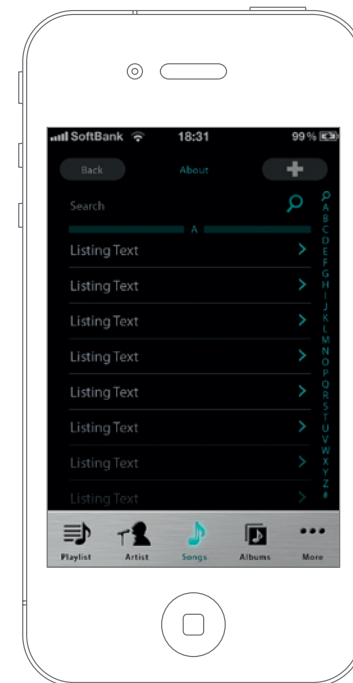 SoftBank 18:31 99%
Back About
Search
A
Listing Text
Listing Text
Listing Text
Listing Text
Listing Text
Listing Text
Listing Text
Listing Text
A
B
C
D
E
F
G
H
I
J
K
L
M
N
O
P
Q
R
S
T
U
V
W
X
Y
Z
#
Playlist Artist Songs Albums More